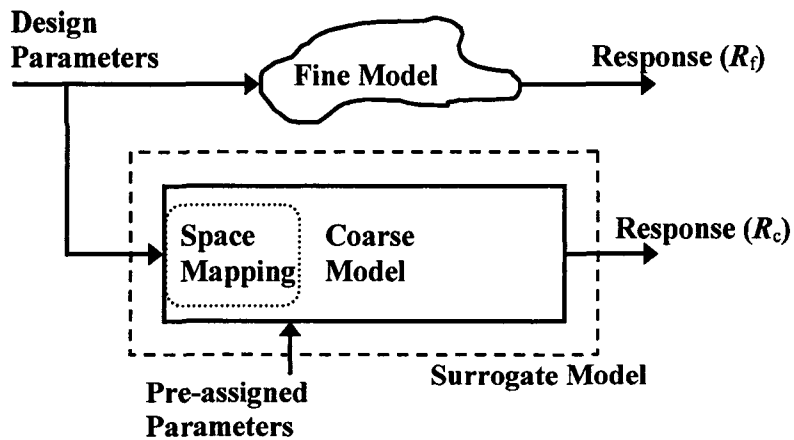 Design
Parameters
Fine Model
Response (Rf)
Space
Mapping
Coarse
Model
Response (Rc)
Surrogate Model
Pre-assigned
Parameters